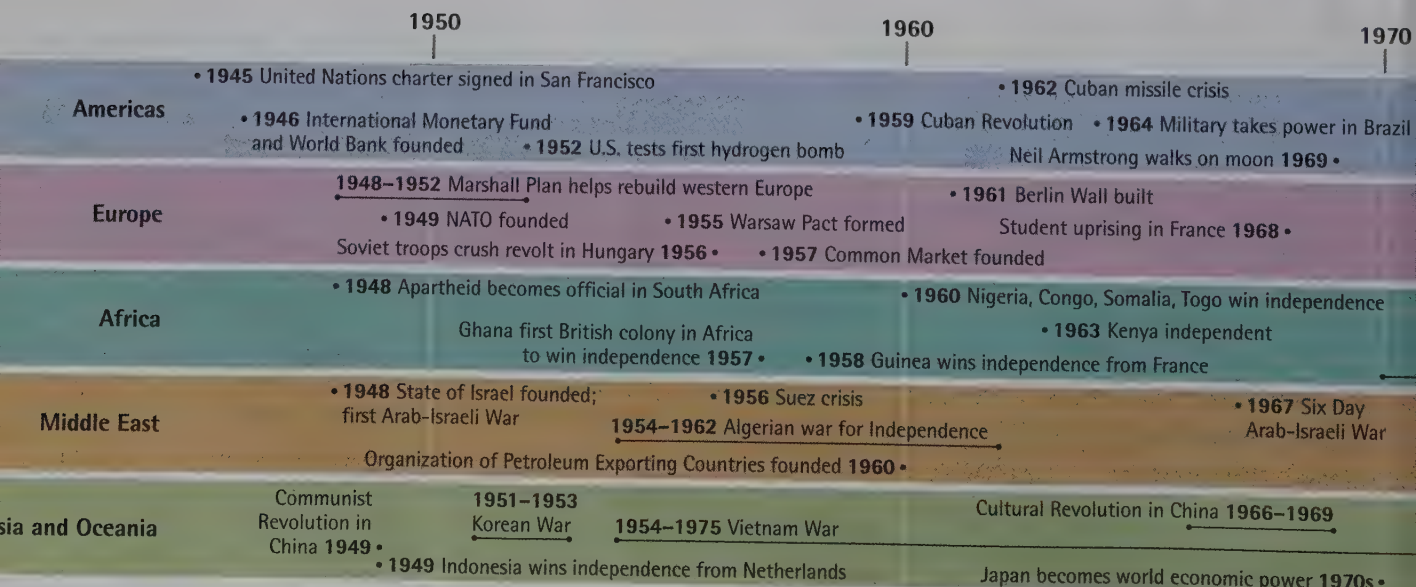 1950
1960
1970
Americas
• 1945 United Nations charter signed in San Francisco
• 1962 Cuban missile crisis
• 1946 International Monetary Fund
and World Bank founded
• 1959 Cuban Revolution
• 1964 Military takes power in Brazil
• 1952 U.S. tests first hydrogen bomb
Neil Armstrong walks on moon 1969 •
Europe
1948–1952 Marshall Plan helps rebuild western Europe
• 1961 Berlin Wall built
• 1949 NATO founded
• 1955 Warsaw Pact formed
Student uprising in France 1968 •
Soviet troops crush revolt in Hungary 1956 •
• 1957 Common Market founded
Africa
• 1948 Apartheid becomes official in South Africa
• 1960 Nigeria, Congo, Somalia, Togo win independence
Ghana first British colony in Africa
to win independence 1957 •
• 1963 Kenya independent
• 1958 Guinea wins independence from France
Middle East
• 1948 State of Israel founded;
first Arab-Israeli War
• 1956 Suez crisis
• 1967 Six Day
Arab-Israeli War
1954–1962 Algerian war for Independence
Organization of Petroleum Exporting Countries founded 1960 •
sia and Oceania
Communist
Revolution in
China 1949 •
1951–1953
Korean War
1954–1975 Vietnam War
Cultural Revolution in China 1966–1969
• 1949 Indonesia wins independence from Netherlands
Japan becomes world economic power 1970s •